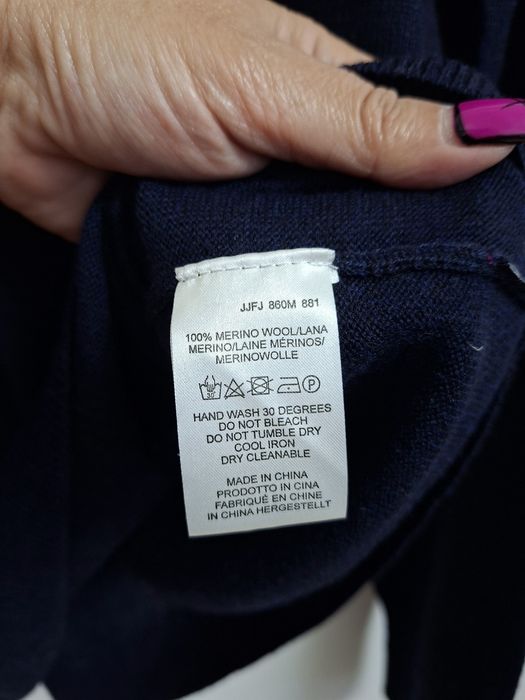 JJFJ 860M 881
100% MERINO WOOL/LANA
MERINO/LAINE MÉRINOS/
MERINOWOLLE
P
HAND WASH 30 DEGREES
DO NOT BLEACH
DO NOT TUMBLE DRY
COOL IRON
DRY CLEANABLE
MADE IN CHINA
PRODOTTO IN CINA
FABRIQUÉ EN CHINE
IN CHINA HERGESTELLT